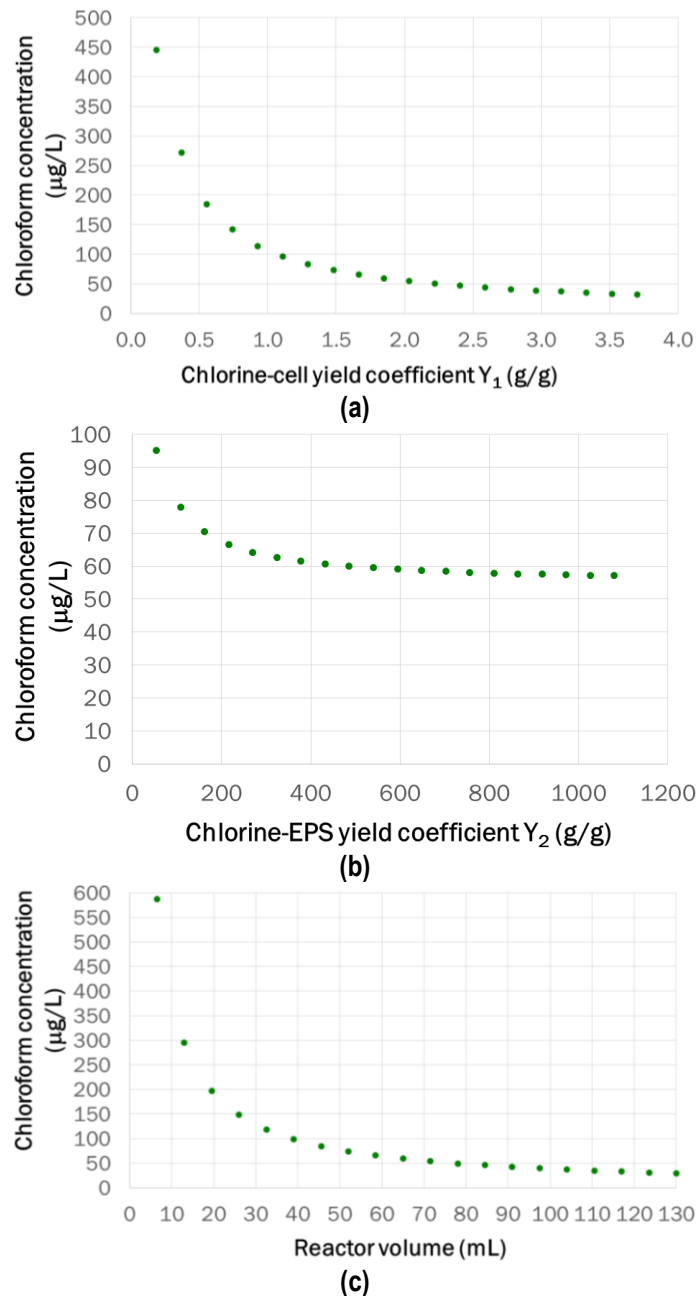 500
450
400
350
300
250
200
150
100
50
0
Chloroform concentration
(µg/L)
0.0 0.5 1.0 1.5 2.0 2.5 3.0 3.5 4.0
Chlorine-cell yield coefficient Y₁ (g/g)
(a)
100
90
80
70
60
50
40
30
20
10
0
Chloroform concentration
(µg/L)
0 200 400 600 800 1000 1200
Chlorine-EPS yield coefficient Y₂ (g/g)
(b)
600
550
500
450
400
350
300
250
200
150
100
50
0
Chloroform concentration
(µg/L)
0 10 20 30 40 50 60 70 80 90 100 110 120 130
Reactor volume (mL)
(c)